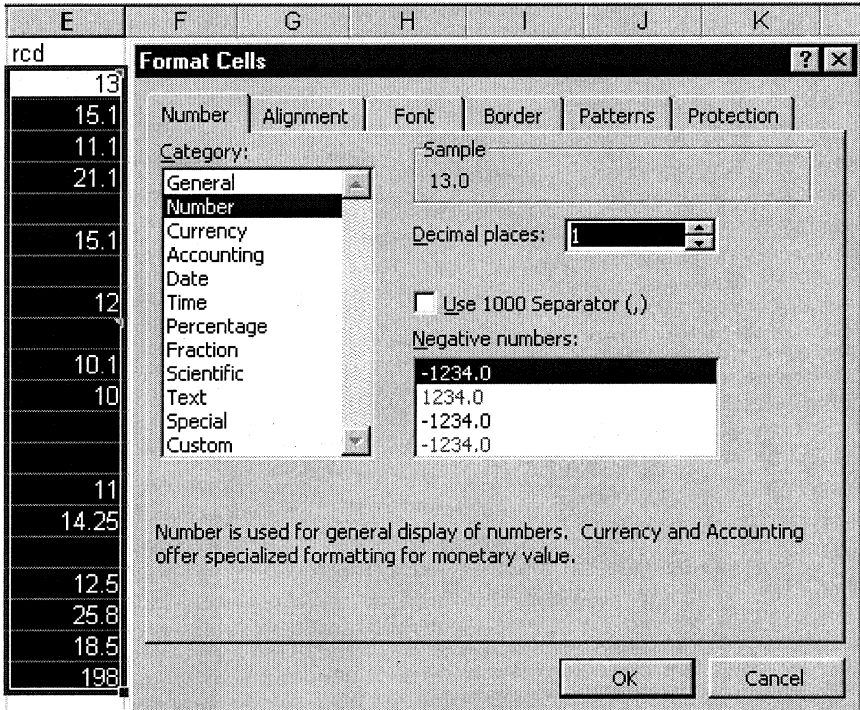 E F G H I J K
rcd
13
15.1
11.1
21.1
15.1
12
10.1
10
11
14.25
12.5
25.8
18.5
198
Format Cells
Number Alignment Font Border Patterns Protection
Category:
General
Number
Currency
Accounting
Date
Time
Percentage
Fraction
Scientific
Text
Special
Custom
Sample
13.0
Decimal places: 1
Use 1000 Separator (,)
Negative numbers:
-1234.0
1234.0
-1234.0
-1234.0
Number is used for general display of numbers. Currency and Accounting
offer specialized formatting for monetary value.
OK Cancel